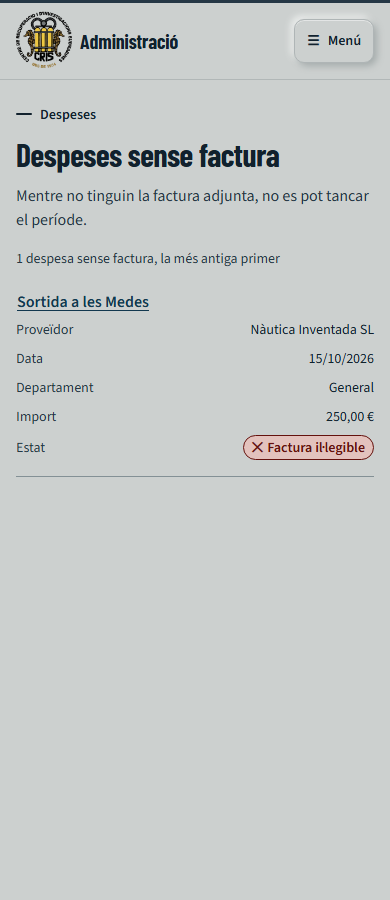 CRIS
Administració
☰ Menú
Despeses
Despeses sense factura
Mentre no tinguin la factura adjunta, no es pot tancar
el període.
1 despesa sense factura, la més antiga primer
Sortida a les Medes
Proveïdor Nàutica Inventada SL
Data 15/10/2026
Departament General
Import 250,00 €
Estat Factura il·legible